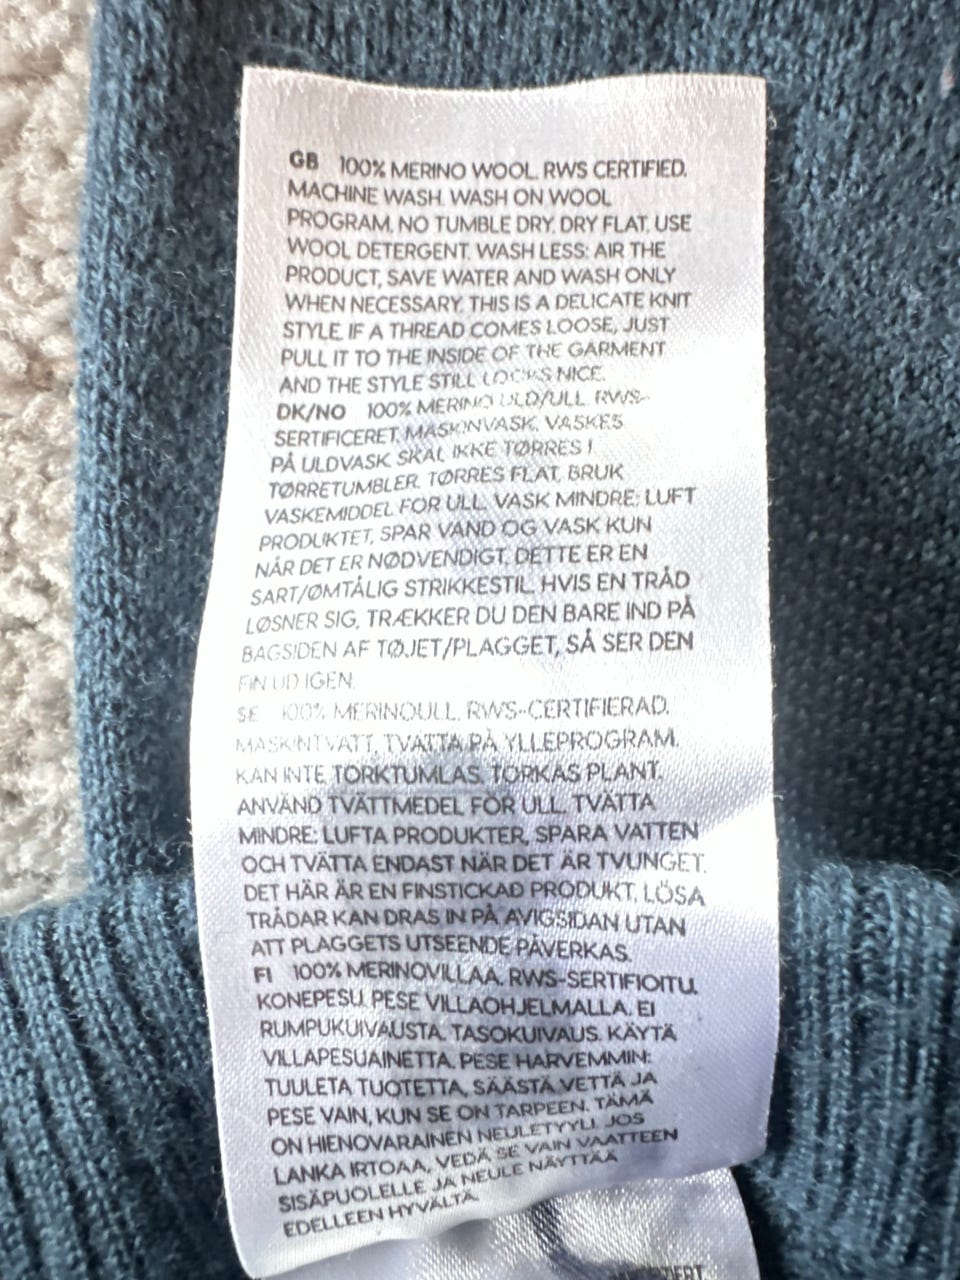 GB 100% MERINO WOOL. RWS CERTIFIED.
MACHINE WASH. WASH ON WOOL
PROGRAM. NO TUMBLE DRY. DRY FLAT. USE
WOOL DETERGENT. WASH LESS: AIR THE
PRODUCT, SAVE WATER AND WASH ONLY
WHEN NECESSARY. THIS IS A DELICATE KNIT
STYLE. IF A THREAD COMES LOOSE, JUST
PULL IT TO THE INSIDE OF THE GARMENT
AND THE STYLE STILL LOOKS NICE.
DK/NO 100% MERINO ULD/ULL. RWS-
SERTIFICERET. MASKINVASK. VASKES
PÅ ULDVASK. SKAL IKKE TØRRES I
TØRRETUMBLER. TØRRES FLAT. BRUK
VASKEMIDDEL FOR ULL. VASK MINDRE: LUFT
PRODUKTET, SPAR VAND OG VASK KUN
NÅR DET ER NØDVENDIGT. DETTE ER EN
SART/ØMTÅLIG STRIKKESTIL. HVIS EN TRÅD
LØSNER SIG, TRÆKKER DU DEN BARE IND PÅ
BAGSIDEN AF TØJET/PLAGGET, SÅ SER DEN
FIN UD IGEN.
SE 100% MERINOULL. RWS-CERTIFIERAD.
MASKINTVÄTT. TVÄTTA PÅ YLLEPROGRAM.
KAN INTE TORKTUMLAS. TORKAS PLANT.
ANVÄND TVÄTTMEDEL FÖR ULL. TVÄTTA
MINDRE: LUFTA PRODUKTER, SPARA VATTEN
OCH TVÄTTA ENDAST NÄR DET ÄR TVUNGET.
DET HÄR ÄR EN FINSTICKAD PRODUKT. LÖSA
TRÅDAR KAN DRAS IN PÅ AVIGSIDAN UTAN
ATT PLAGGETS UTSEENDE PÅVERKAS.
FI 100% MERINOVILLAA. RWS-SERTIFIOITU.
KONEPESU. PESE VILLAOHJELMALLA. EI
RUMPUKUIVAUSTA. TASOKUIVAUS. KÄYTÄ
VILLAPESUAINETTA. PESE HARVEMMIN:
TUULETA TUOTETTA, SÄÄSTÄ VETTÄ JA
PESE VAIN, KUN SE ON TARPEEN. TÄMÄ
ON HIENOVARAINEN NEULETYYLI. JOS
LANKA IRTOAA, VEDÄ SE VAIN VAATTEEN
SISÄPUOLELLE JA NEULE NÄYTTÄÄ
EDELLEEN HYVÄLTÄ.